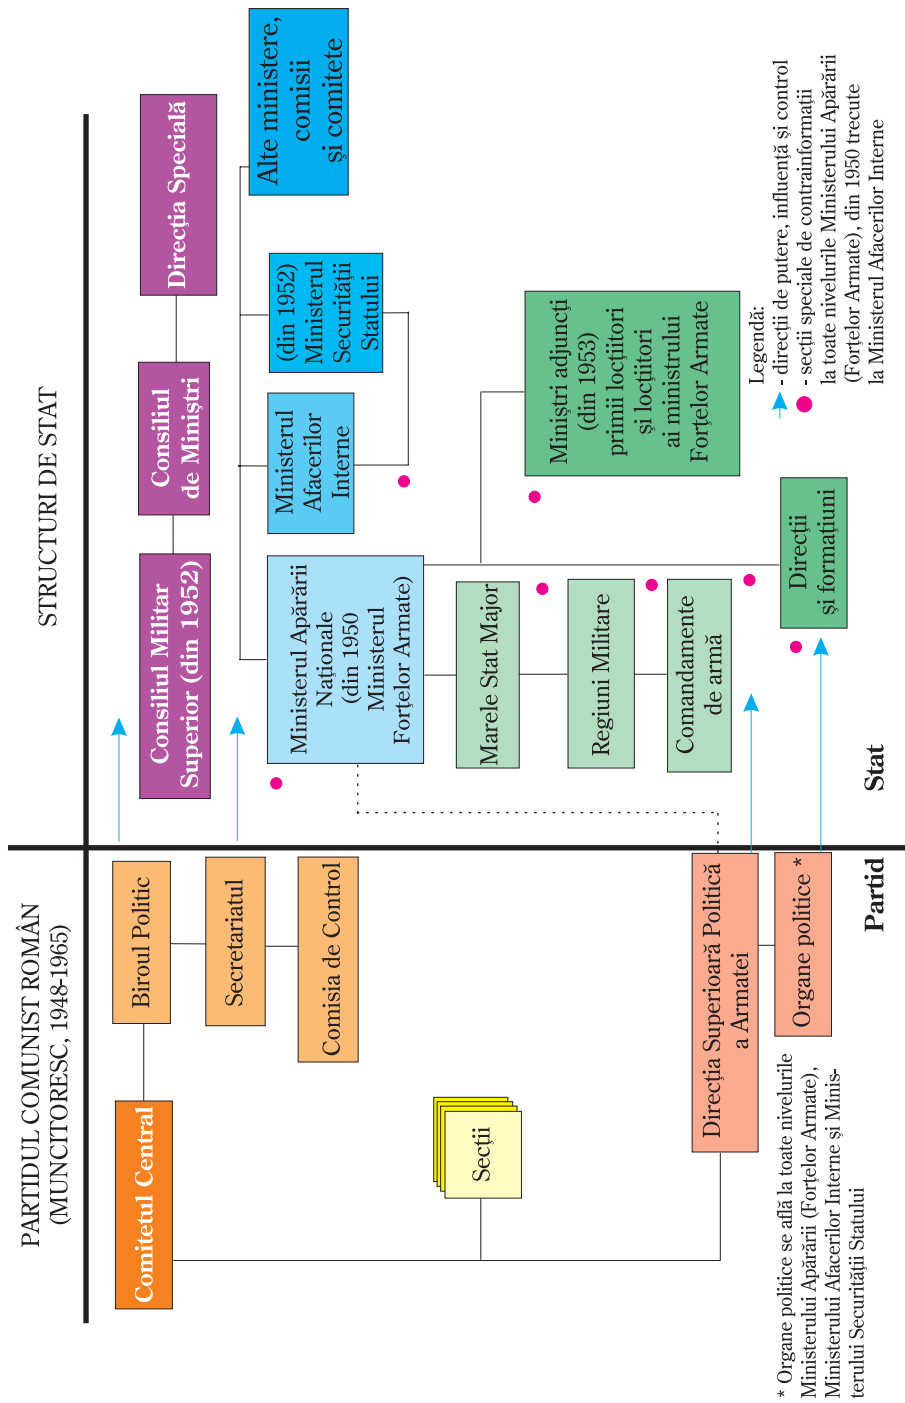 PARTIDUL COMUNIST ROMÂN
(MUNCITORESC, 1948-1965)
STRUCTURI DE STAT
Comitetul Central
Biroul Politic
Secretariatul
Comisia de Control
Secții
Direcția Superioară Politică
a Armatei
Organe politice *
Partid
Stat
Consiliul Militar
Superior (din 1952)
Consiliul
de Miniștri
Direcția Specială
Ministerul Apărării
Naționale
(din 1950
Ministerul
Forțelor Armate)
Ministerul
Afacerilor
Interne
(din 1952)
Ministerul
Securității
Statului
Alte ministere,
comisii
și comitete
Marele Stat Major
Regiuni Militare
Comandamente
de armă
Miniștri adjuncți
(din 1953)
primii locțiitori
și locțiitori
ai ministrului
Forțelor Armate
Direcții
și formațiuni
Legendă:
- direcții de putere, influență și control
- secții speciale de contrainformații
la toate nivelurile Ministerului Apărării
(Forțelor Armate), din 1950 trecute
la Ministerul Afacerilor Interne
* Organe politice se află la toate nivelurile
Ministerului Apărării (Forțelor Armate),
Ministerului Afacerilor Interne și Minis-
terului Securității Statului